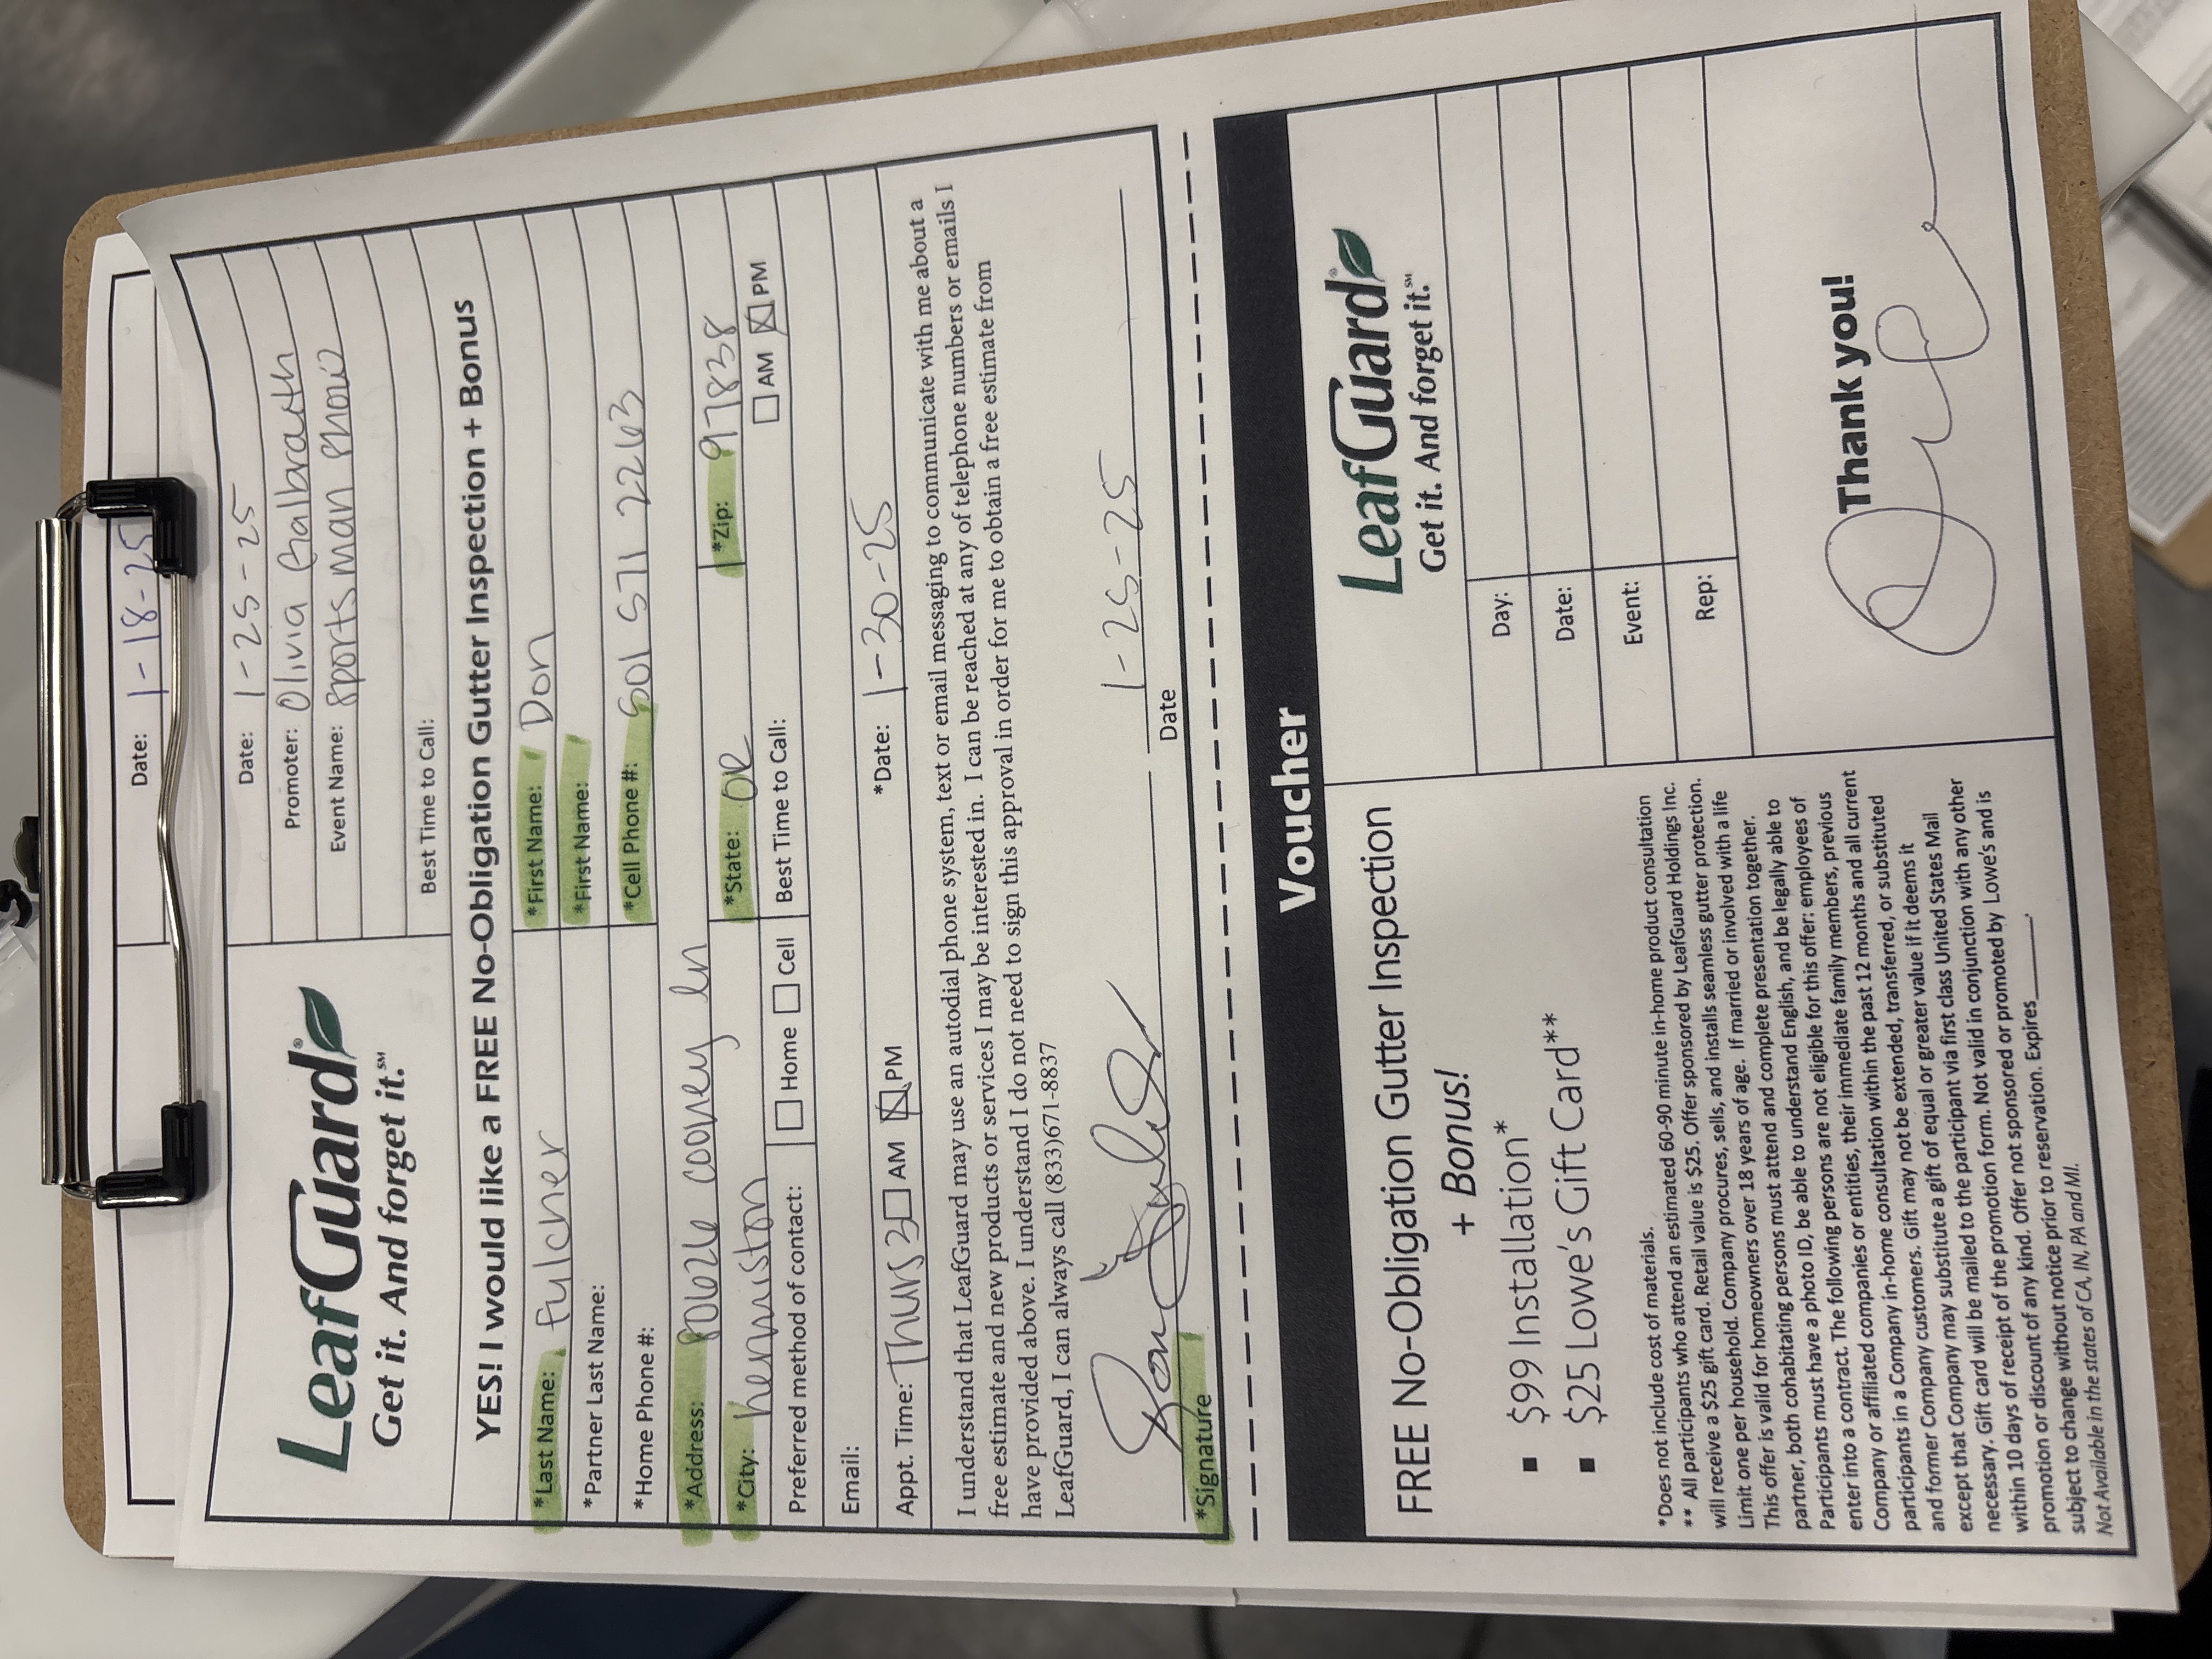 Date: 1-18-25
LeafGuard®
Get it. And forget it.℠
Date: 1-25-25
Promoter: Olivia Galbraith
Event Name: Sportsman Show
Best Time to Call:
YES! I would like a FREE No-Obligation Gutter Inspection + Bonus
*Last Name: Fulcher *First Name: Don
*Partner Last Name: *First Name:
*Home Phone #: *Cell Phone #: 501 571 2263
*Address: 80626 Cooney Ln
*City: hermiston *State: OR *Zip: 97838
Preferred method of contact: Home Cell Best Time to Call: AM PM
Email:
Appt. Time: Thurs 3 AM PM *Date: 1-30-25
I understand that LeafGuard may use an autodial phone system, text or email messaging to communicate with me about a
free estimate and new products or services I may be interested in. I can be reached at any of telephone numbers or emails I
have provided above. I understand I do not need to sign this approval in order for me to obtain a free estimate from
LeafGuard, I can always call (833)671-8837
Don Fulcher 1-25-25
*Signature Date
Voucher
FREE No-Obligation Gutter Inspection
+ Bonus!
▪ $99 Installation*
▪ $25 Lowe's Gift Card**
*Does not include cost of materials.
** All participants who attend an estimated 60-90 minute in-home product consultation
will receive a $25 gift card. Retail value is $25. Offer sponsored by LeafGuard Holdings Inc.
Limit one per household. Company procures, sells, and installs seamless gutter protection.
This offer is valid for homeowners over 18 years of age. If married or involved with a life
partner, both cohabitating persons must attend and complete presentation together.
Participants must have a photo ID, be able to understand English, and be legally able to
enter into a contract. The following persons are not eligible for this offer: employees of
Company or affiliated companies or entities, their immediate family members, previous
participants in a Company in-home consultation within the past 12 months and all current
and former Company customers. Gift may not be extended, transferred, or substituted
except that Company may substitute a gift of equal or greater value if it deems it
necessary. Gift card will be mailed to the participant via first class United States Mail
within 10 days of receipt of the promotion form. Not valid in conjunction with any other
promotion or discount of any kind. Offer not sponsored or promoted by Lowe's and is
subject to change without notice prior to reservation. Expires________.
Not Available in the states of CA, IN, PA and MI.
LeafGuard®
Get it. And forget it.℠
Day:
Date:
Event:
Rep:
Thank you!